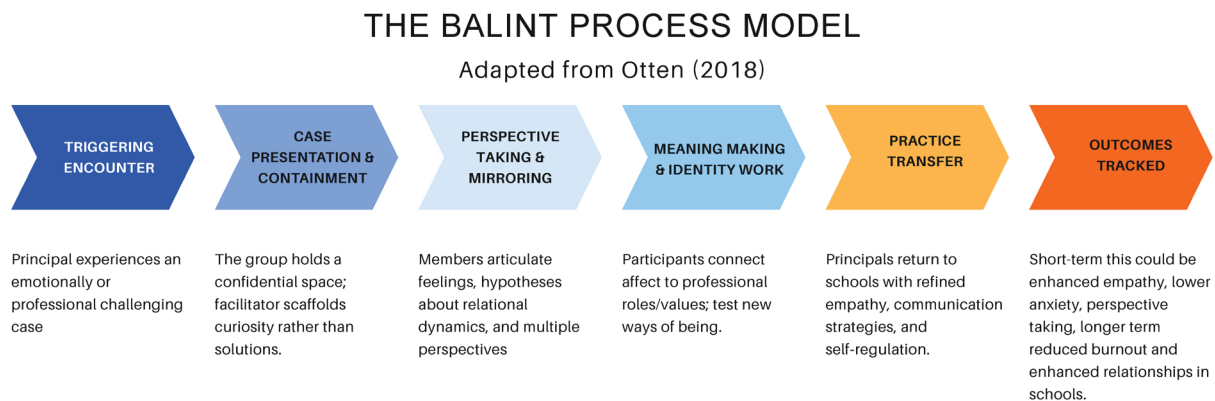 THE BALINT PROCESS MODEL
Adapted from Otten (2018)
TRIGGERING
ENCOUNTER
CASE
PRESENTATION &
CONTAINMENT
PERSPECTIVE
TAKING &
MIRRORING
MEANING MAKING
& IDENTITY WORK
PRACTICE
TRANSFER
OUTCOMES
TRACKED
Principal experiences an
emotionally or
professional challenging
case
The group holds a
confidential space;
facilitator scaffolds
curiosity rather than
solutions.
Members articulate
feelings, hypotheses
about relational
dynamics, and multiple
perspectives
Participants connect
affect to professional
roles/values; test new
ways of being.
Principals return to
schools with refined
empathy, communication
strategies, and
self-regulation.
Short-term this could be
enhanced empathy, lower
anxiety, perspective
taking, longer term
reduced burnout and
enhanced relationships in
schools.